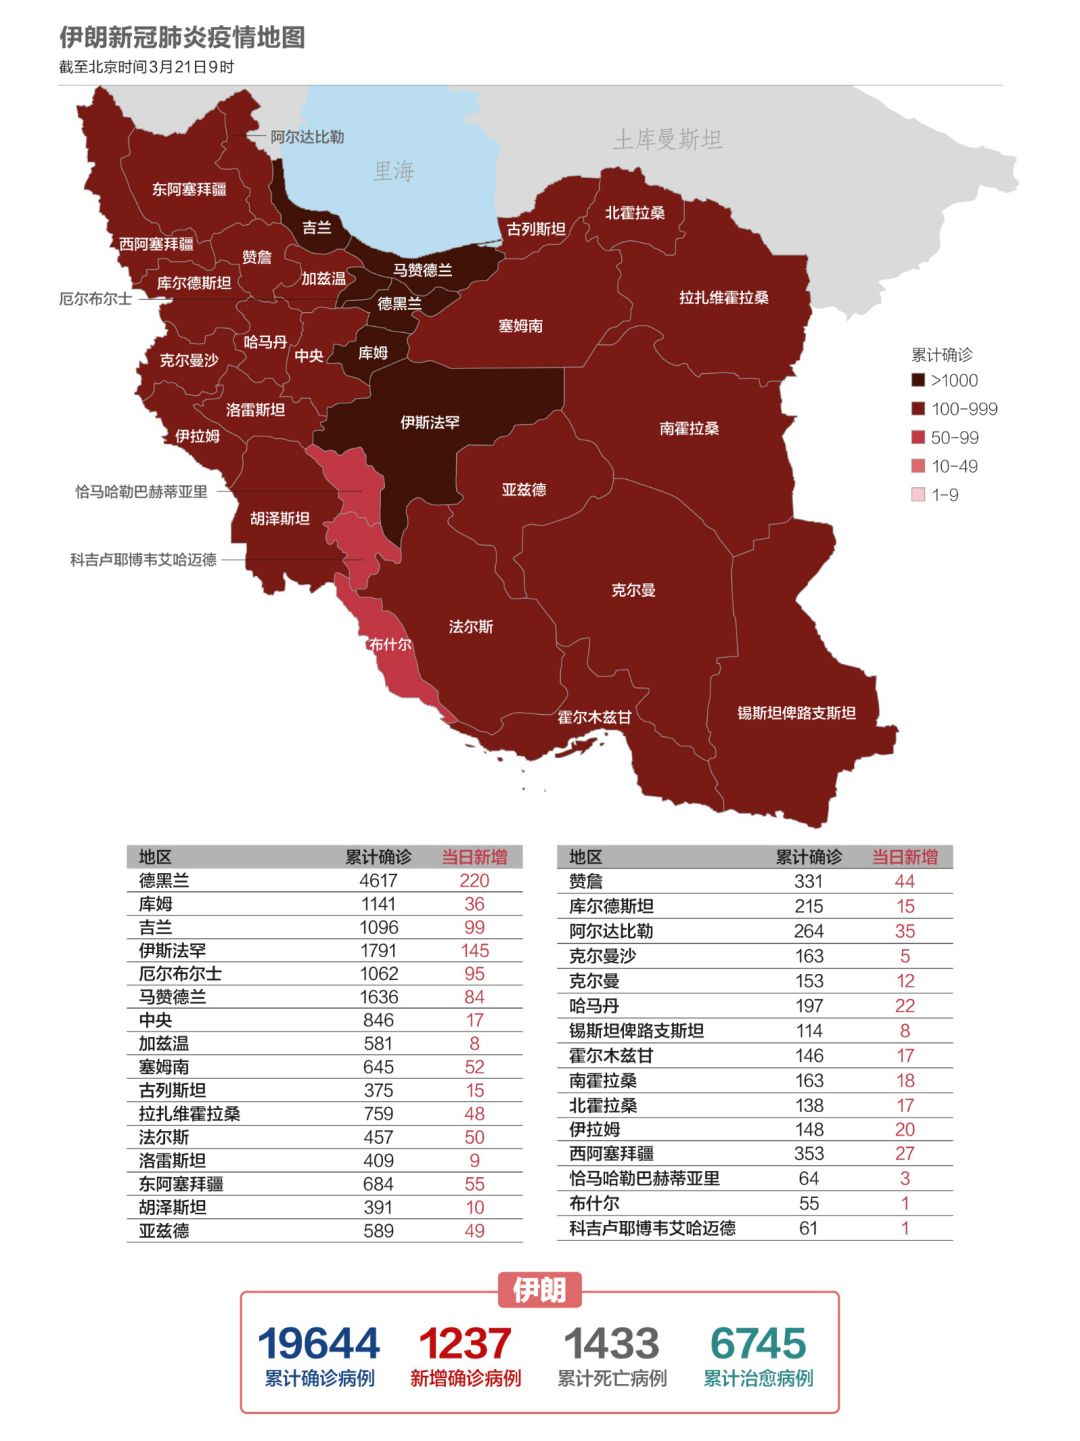 伊朗新冠肺炎疫情地图
截至北京时间3月21日9时
阿尔达比勒
里海
土库曼斯坦
东阿塞拜疆
北霍拉桑
吉兰
古列斯坦
西阿塞拜疆
赞詹
马赞德兰
库尔德斯坦
加兹温
厄尔布尔士
德黑兰
拉扎维霍拉桑
塞姆南
哈马丹
克尔曼沙
中央
库姆
累计确诊
>1000
100-999
50-99
10-49
1-9
洛雷斯坦
伊斯法罕
南霍拉桑
伊拉姆
恰马哈勒巴赫蒂亚里
亚兹德
胡泽斯坦
科吉卢耶博韦艾哈迈德
克尔曼
法尔斯
布什尔
霍尔木兹甘
锡斯坦俾路支斯坦
地区 累计确诊 当日新增
德黑兰 4617 220
库姆 1141 36
吉兰 1096 99
伊斯法罕 1791 145
厄尔布尔士 1062 95
马赞德兰 1636 84
中央 846 17
加兹温 581 8
塞姆南 645 52
古列斯坦 375 15
拉扎维霍拉桑 759 48
法尔斯 457 50
洛雷斯坦 409 9
东阿塞拜疆 684 55
胡泽斯坦 391 10
亚兹德 589 49
地区 累计确诊 当日新增
赞詹 331 44
库尔德斯坦 215 15
阿尔达比勒 264 35
克尔曼沙 163 5
克尔曼 153 12
哈马丹 197 22
锡斯坦俾路支斯坦 114 8
霍尔木兹甘 146 17
南霍拉桑 163 18
北霍拉桑 138 17
伊拉姆 148 20
西阿塞拜疆 353 27
恰马哈勒巴赫蒂亚里 64 3
布什尔 55 1
科吉卢耶博韦艾哈迈德 61 1
伊朗
19644 1237 1433 6745
累计确诊病例 新增确诊病例 累计死亡病例 累计治愈病例